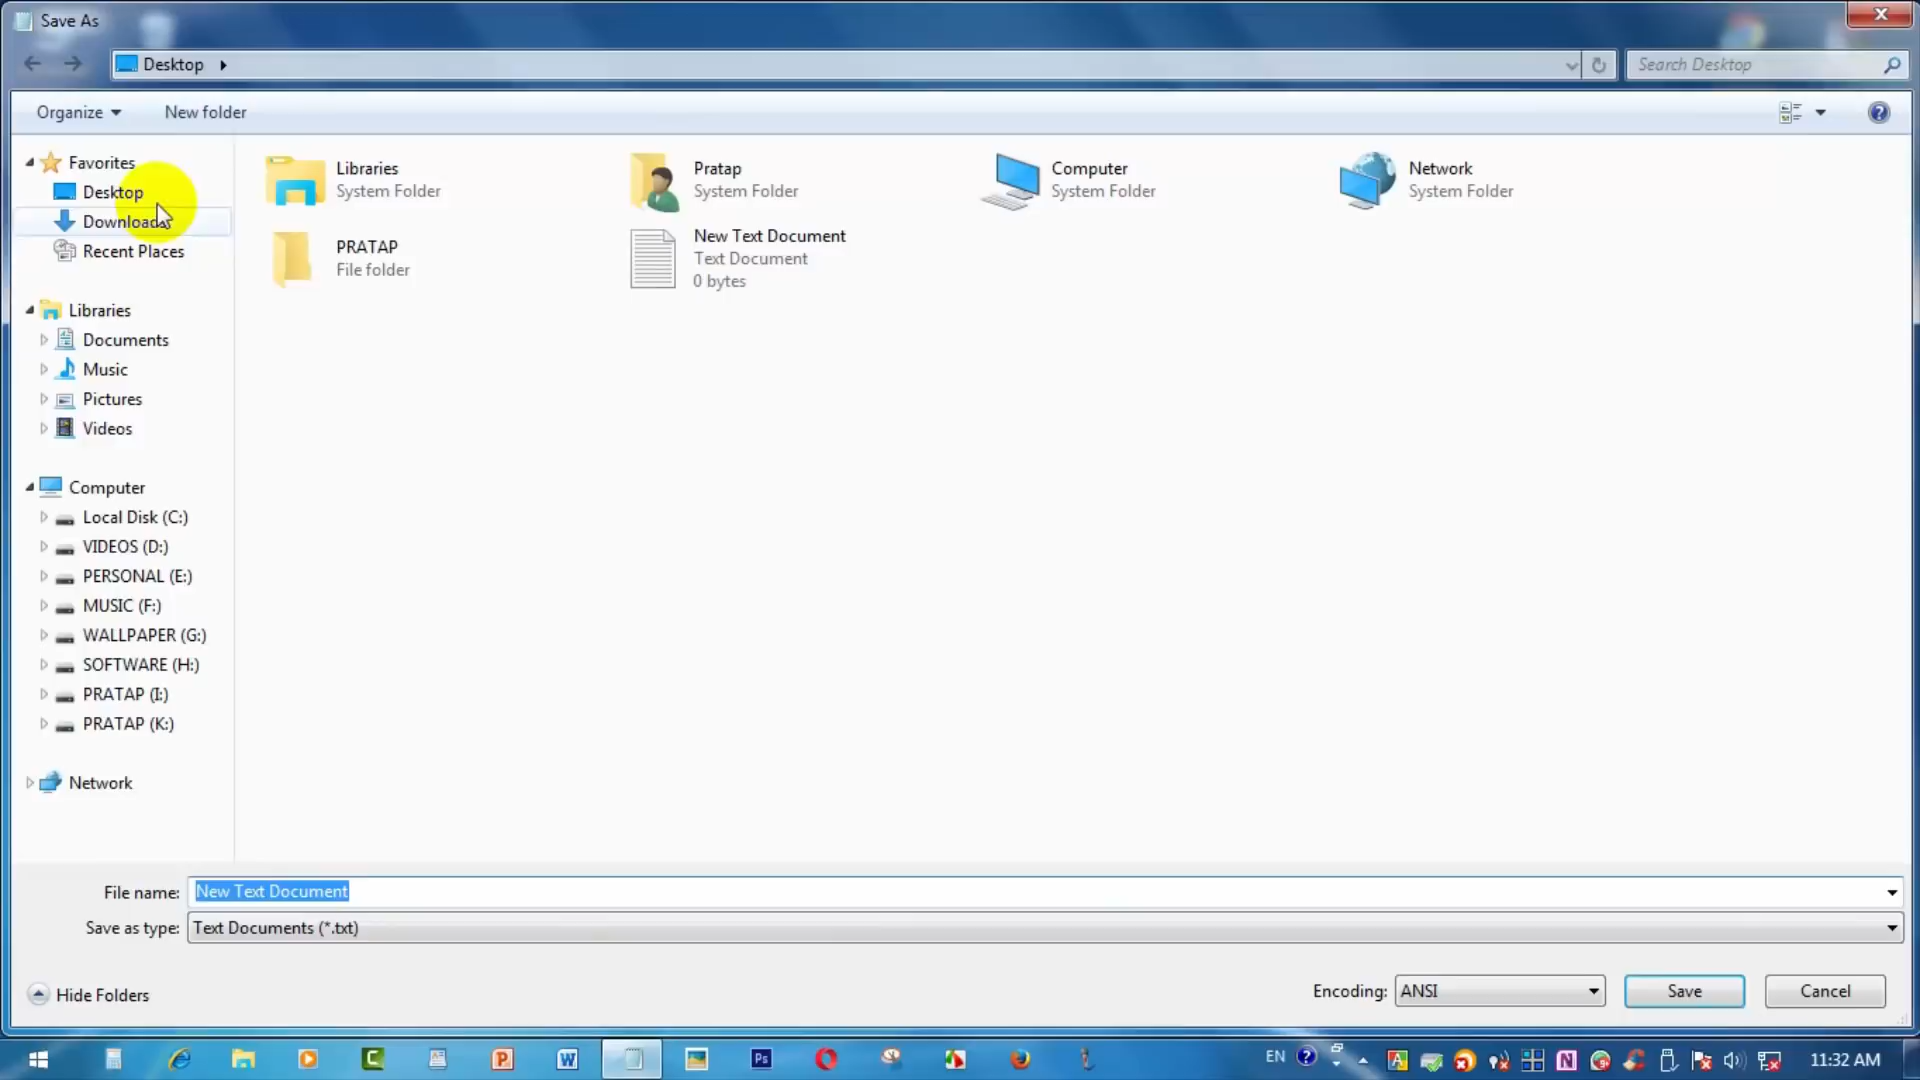 Save As
Desktop
Search Desktop
Organize
New folder
Favorites
Desktop
Downloads
Recent Places
Libraries
Documents
Music
Pictures
Videos
Computer
Local Disk (C:)
VIDEOS (D:)
PERSONAL (E:)
MUSIC (F:)
WALLPAPER (G:)
SOFTWARE (H:)
PRATAP (I:)
PRATAP (K:)
Network
Libraries
System Folder
Pratap
System Folder
Computer
System Folder
Network
System Folder
PRATAP
File folder
New Text Document
Text Document
0 bytes
File name: New Text Document
Save as type: Text Documents (*.txt)
Hide Folders
Encoding: ANSI
Save
Cancel
EN
11:32 AM